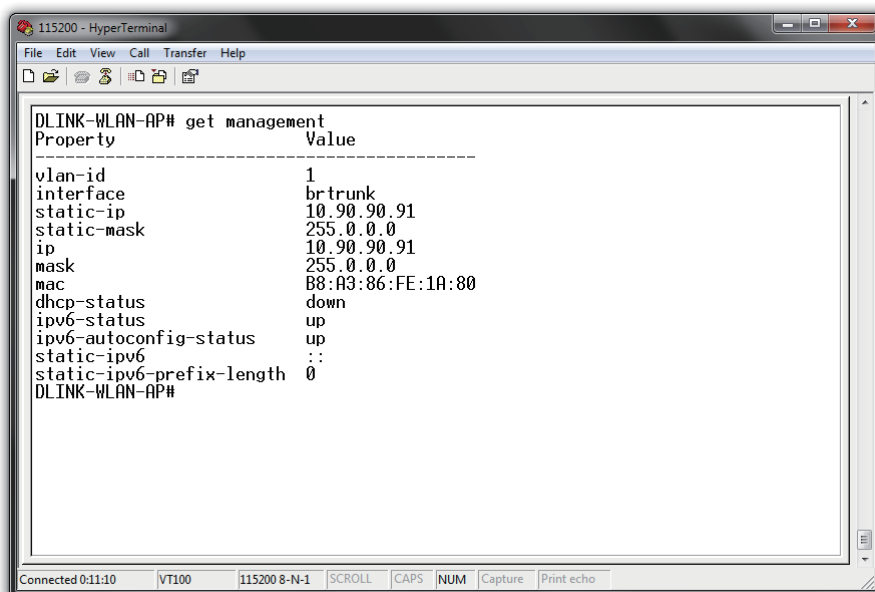 115200 - HyperTerminal
File Edit View Call Transfer Help
DLINK-WLAN-AP# get management
Property Value
-----------------------------------------------
vlan-id 1
interface brtrunk
static-ip 10.90.90.91
static-mask 255.0.0.0
ip 10.90.90.91
mask 255.0.0.0
mac B8:A3:86:FE:1A:80
dhcp-status down
ipv6-status up
ipv6-autoconfig-status up
static-ipv6 ::
static-ipv6-prefix-length 0
DLINK-WLAN-AP#
Connected 0:11:10 VT100 115200 8-N-1 SCROLL CAPS NUM Capture Print echo